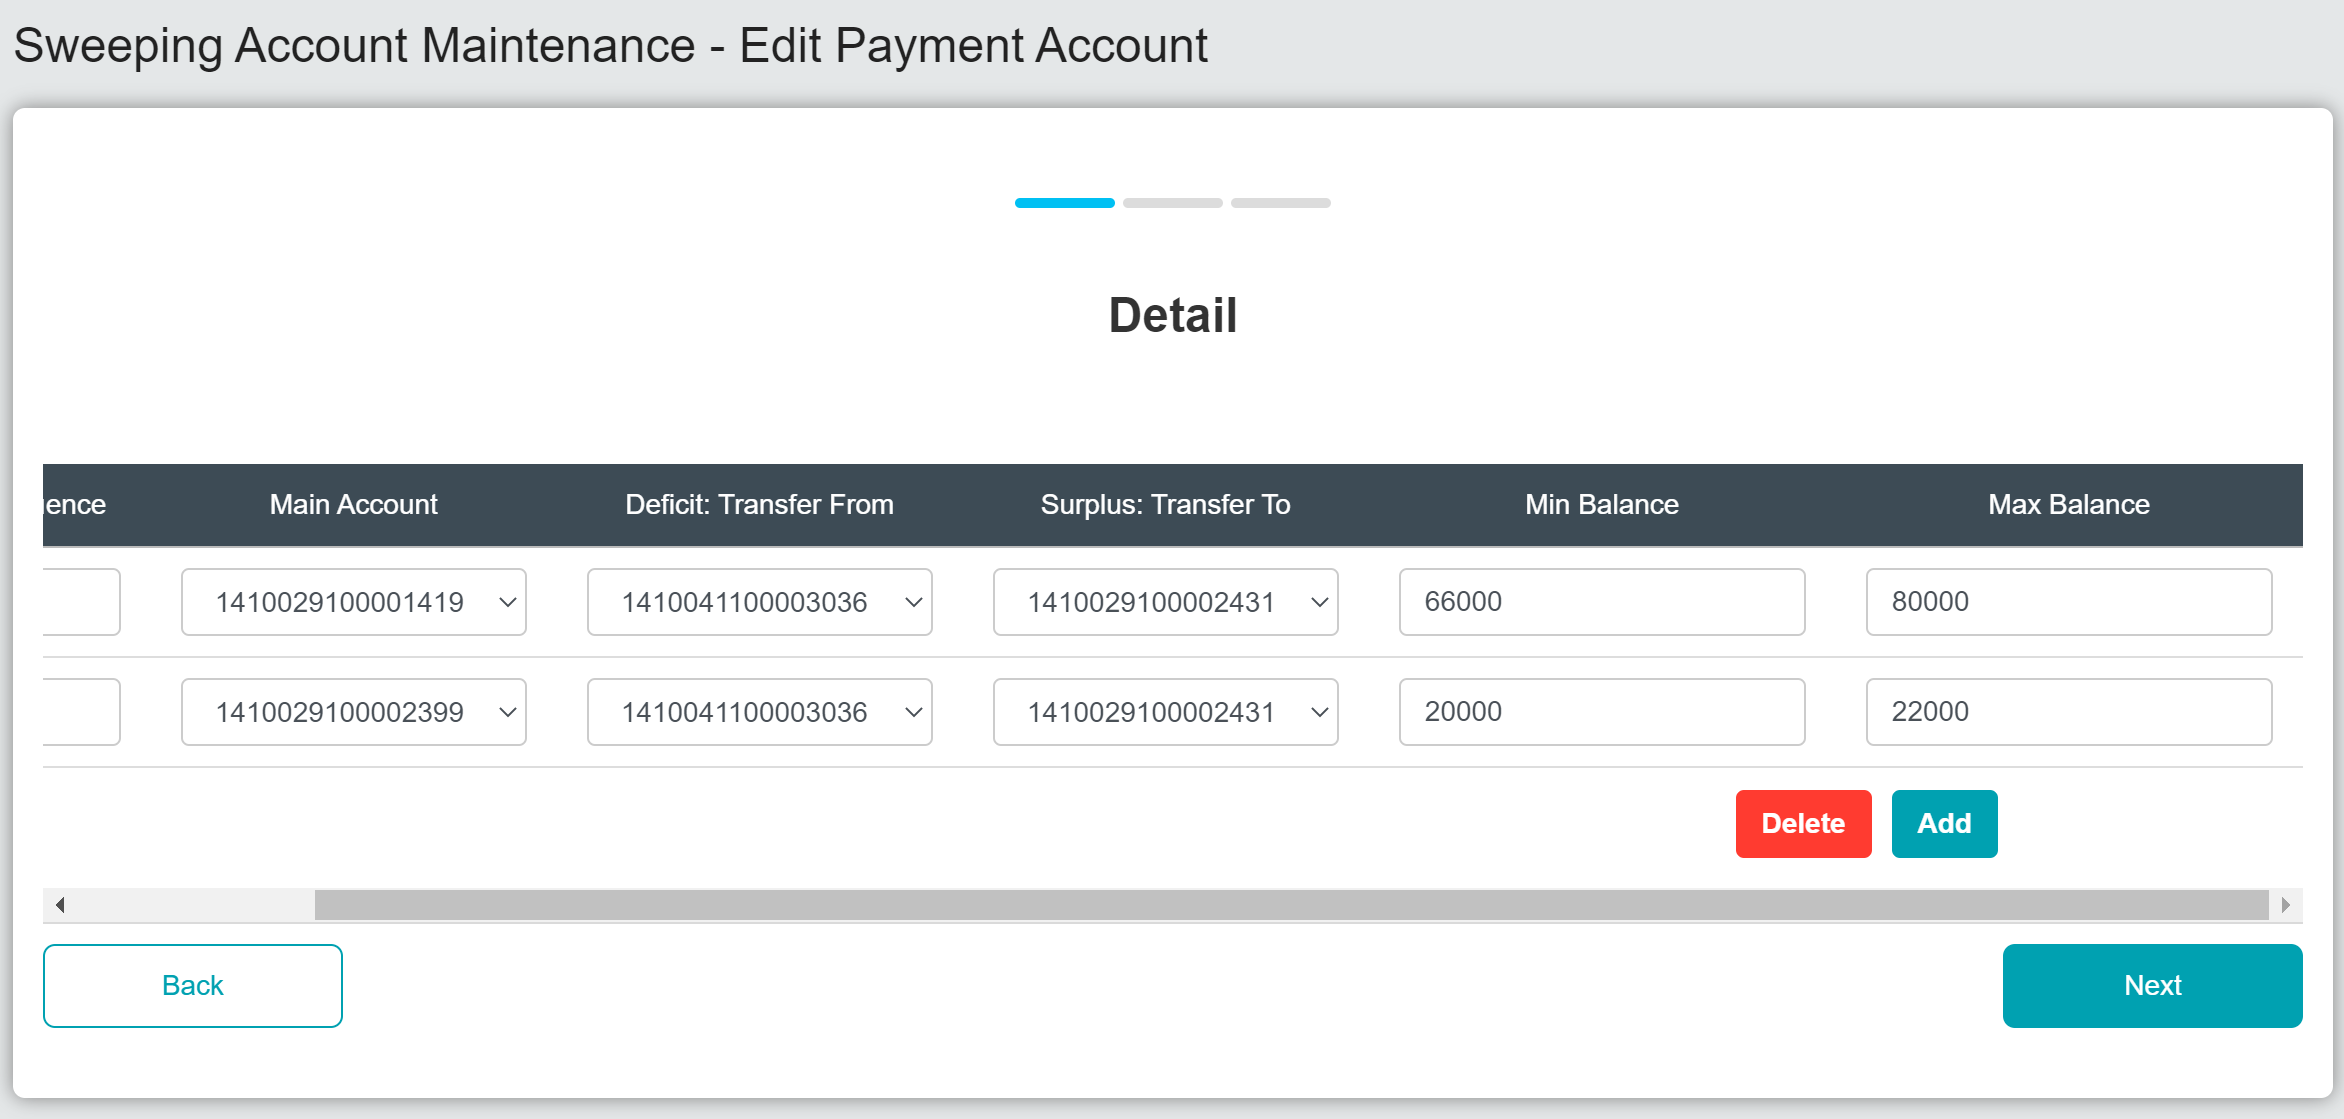 Sweeping Account Maintenance - Edit Payment Account
Detail
Main Account Deficit: Transfer From Surplus: Transfer To Min Balance Max Balance
1410029100001419 1410041100003036 1410029100002431 66000 80000
1410029100002399 1410041100003036 1410029100002431 20000 22000
Delete Add
Back Next